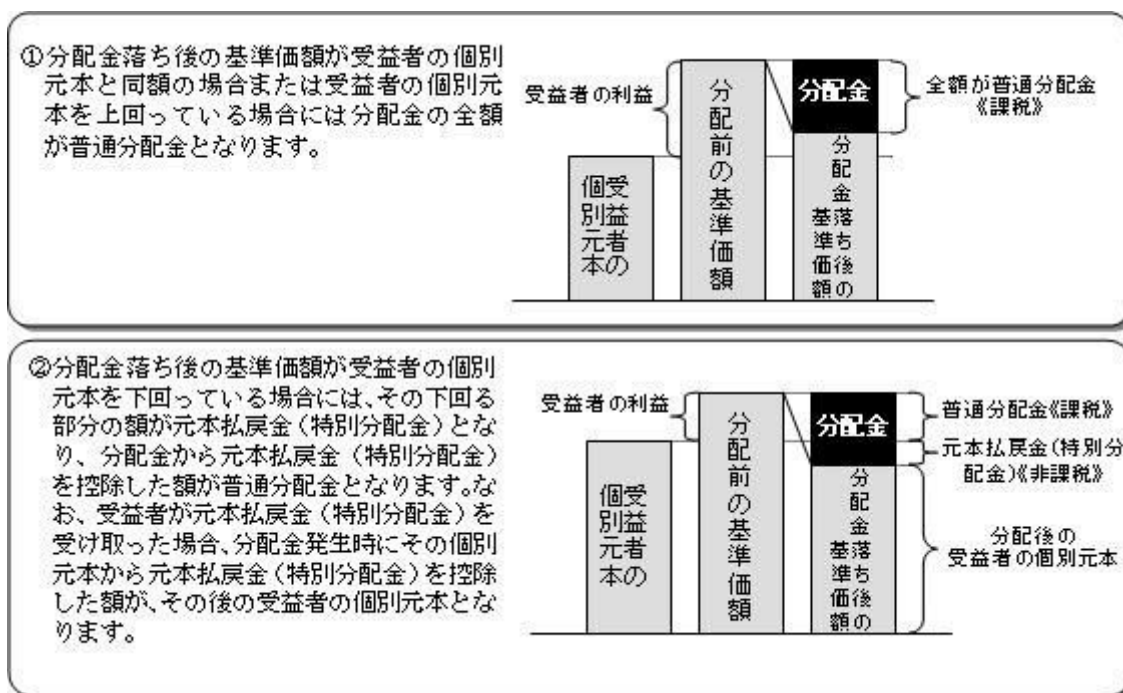 ①分配金落ち後の基準価額が受益者の個別
元本と同額の場合または受益者の個別元
本を上回っている場合には分配金の全額
が普通分配金となります。
受益者の利益
受益者の
個別元本
分配前の基準価額
分配金
分配金落ち後の
基準価額
全額が普通分配金
《課税》
②分配金落ち後の基準価額が受益者の個別
元本を下回っている場合には、その下回る
部分の額が元本払戻金(特別分配金)とな
り、分配金から元本払戻金(特別分配金)
を控除した額が普通分配金となります。な
お、受益者が元本払戻金(特別分配金)を
受け取った場合、分配金発生時にその個別
元本から元本払戻金(特別分配金)を控除
した額が、その後の受益者の個別元本とな
ります。
受益者の利益
受益者の
個別元本
分配前の基準価額
分配金
分配金落ち後の
基準価額
普通分配金《課税》
元本払戻金(特別分
配金)《非課税》
分配後の
受益者の個別元本